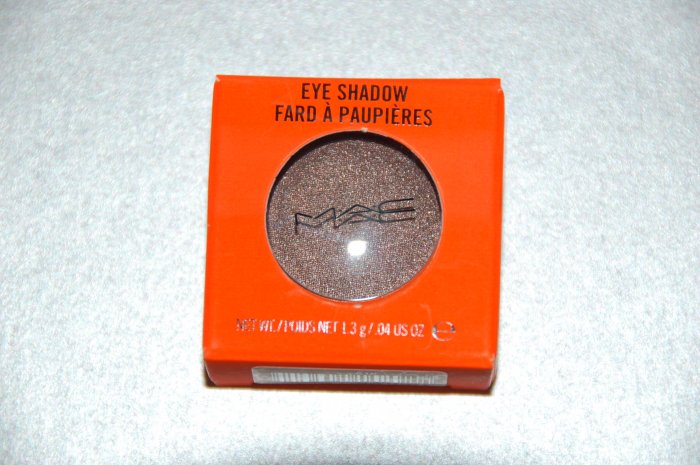 EYE SHADOW
FARD À PAUPIÈRES
MAC
NET WT./POIDS NET 1.3 g/.04 US OZ